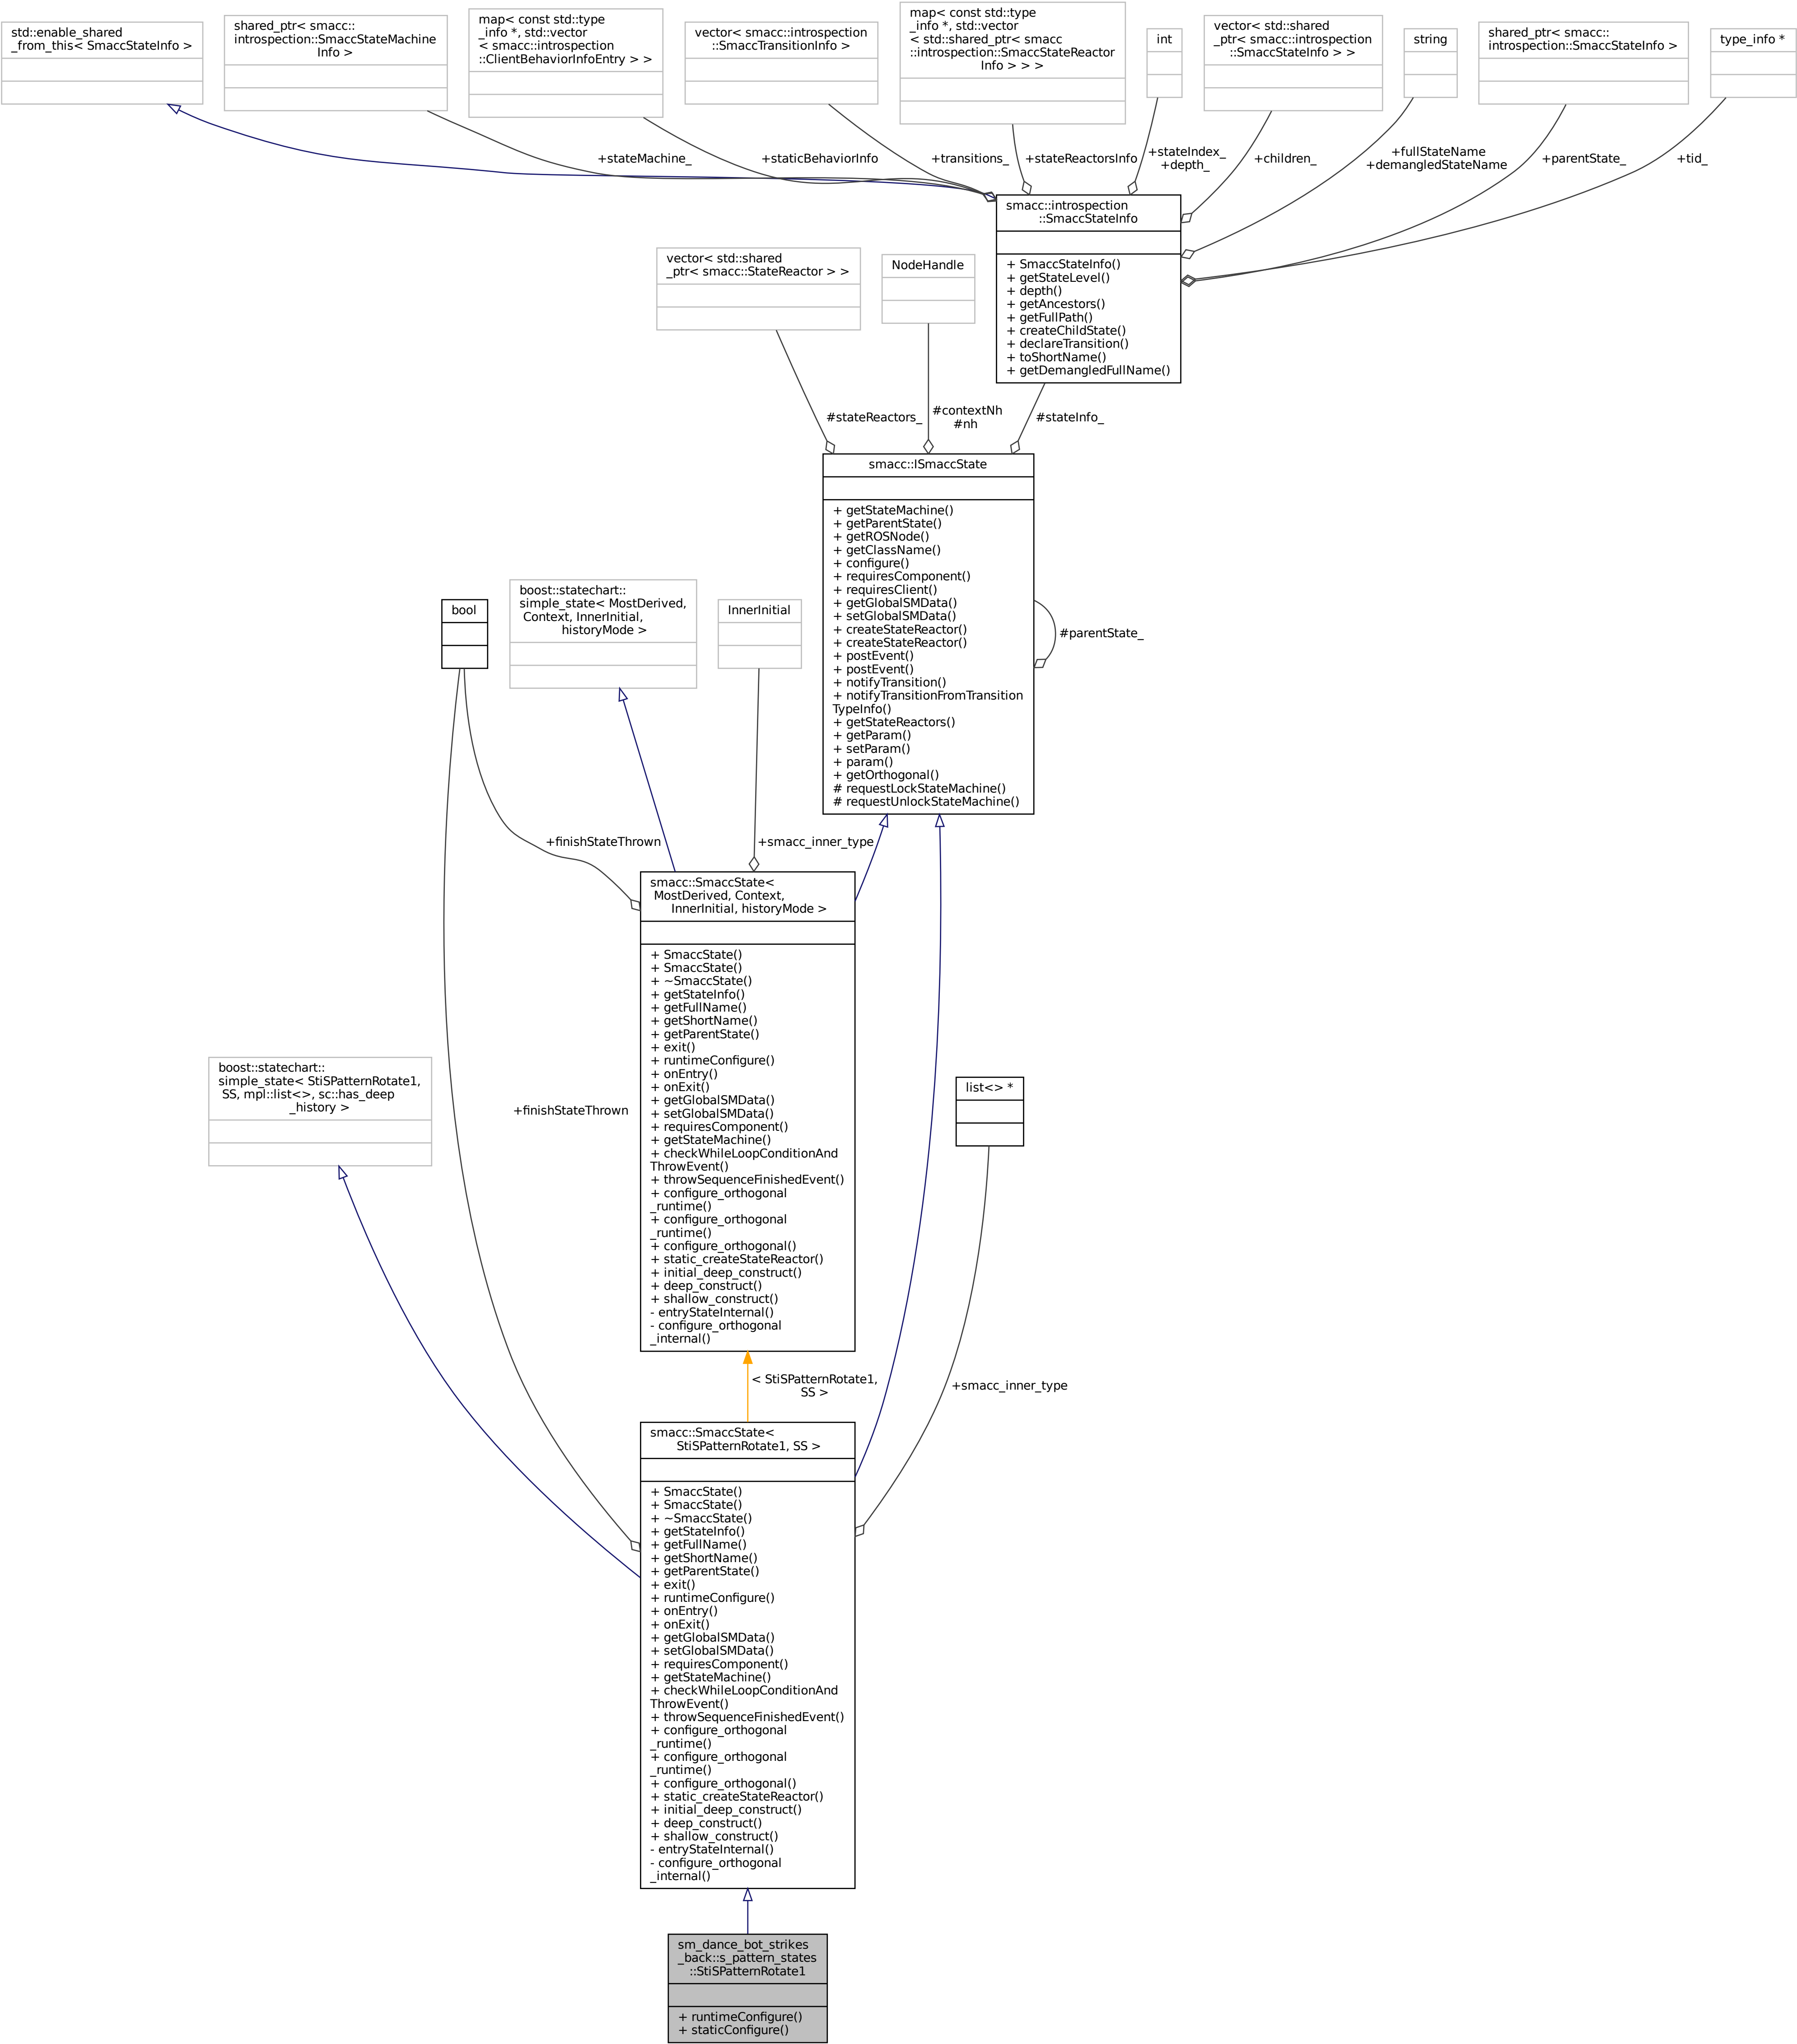 std::enable_shared
_from_this< SmaccStateInfo >
shared_ptr< smacc::
introspection::SmaccStateMachine
Info >
map< const std::type
_info *, std::vector
< smacc::introspection
::ClientBehaviorInfoEntry > >
vector< smacc::introspection
::SmaccTransitionInfo >
map< const std::type
_info *, std::vector
< std::shared_ptr< smacc
::introspection::SmaccStateReactor
Info > > >
int
vector< std::shared
_ptr< smacc::introspection
::SmaccStateInfo > >
string
shared_ptr< smacc::
introspection::SmaccStateInfo >
type_info *
+stateMachine_
+staticBehaviorInfo
+transitions_
+stateReactorsInfo
+stateIndex_
+depth_
+children_
+fullStateName
+demangledStateName
+parentState_
+tid_
smacc::introspection
::SmaccStateInfo
+ SmaccStateInfo()
+ getStateLevel()
+ depth()
+ getAncestors()
+ getFullPath()
+ createChildState()
+ declareTransition()
+ toShortName()
+ getDemangledFullName()
vector< std::shared
_ptr< smacc::StateReactor > >
NodeHandle
#stateReactors_
#contextNh
#nh
#stateInfo_
smacc::ISmaccState
+ getStateMachine()
+ getParentState()
+ getROSNode()
+ getClassName()
+ configure()
+ requiresComponent()
+ requiresClient()
+ getGlobalSMData()
+ setGlobalSMData()
+ createStateReactor()
+ createStateReactor()
+ postEvent()
+ postEvent()
+ notifyTransition()
+ notifyTransitionFromTransition
TypeInfo()
+ getStateReactors()
+ getParam()
+ setParam()
+ param()
+ getOrthogonal()
# requestLockStateMachine()
# requestUnlockStateMachine()
#parentState_
bool
boost::statechart::
simple_state< MostDerived,
Context, InnerInitial,
historyMode >
InnerInitial
+finishStateThrown
+smacc_inner_type
smacc::SmaccState<
MostDerived, Context,
InnerInitial, historyMode >
+ SmaccState()
+ SmaccState()
+ ~SmaccState()
+ getStateInfo()
+ getFullName()
+ getShortName()
+ getParentState()
+ exit()
+ runtimeConfigure()
+ onEntry()
+ onExit()
+ getGlobalSMData()
+ setGlobalSMData()
+ requiresComponent()
+ getStateMachine()
+ checkWhileLoopConditionAnd
ThrowEvent()
+ throwSequenceFinishedEvent()
+ configure_orthogonal
_runtime()
+ configure_orthogonal
_runtime()
+ configure_orthogonal()
+ static_createStateReactor()
+ initial_deep_construct()
+ deep_construct()
+ shallow_construct()
- entryStateInternal()
- configure_orthogonal
_internal()
boost::statechart::
simple_state< StiSPatternRotate1,
SS, mpl::list<>, sc::has_deep
_history >
+finishStateThrown
list<> *
< StiSPatternRotate1,
SS >
+smacc_inner_type
smacc::SmaccState<
StiSPatternRotate1, SS >
+ SmaccState()
+ SmaccState()
+ ~SmaccState()
+ getStateInfo()
+ getFullName()
+ getShortName()
+ getParentState()
+ exit()
+ runtimeConfigure()
+ onEntry()
+ onExit()
+ getGlobalSMData()
+ setGlobalSMData()
+ requiresComponent()
+ getStateMachine()
+ checkWhileLoopConditionAnd
ThrowEvent()
+ throwSequenceFinishedEvent()
+ configure_orthogonal
_runtime()
+ configure_orthogonal
_runtime()
+ configure_orthogonal()
+ static_createStateReactor()
+ initial_deep_construct()
+ deep_construct()
+ shallow_construct()
- entryStateInternal()
- configure_orthogonal
_internal()
sm_dance_bot_strikes
_back::s_pattern_states
::StiSPatternRotate1
+ runtimeConfigure()
+ staticConfigure()